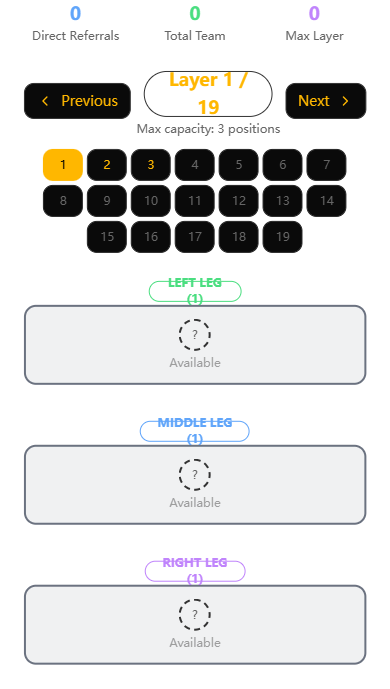 0 0 0
Direct Referrals Total Team Max Layer
Previous Layer 1 / 19 Next
Max capacity: 3 positions
1 2 3 4 5 6 7
8 9 10 11 12 13 14
15 16 17 18 19
LEFT LEG
(1)
?
Available
MIDDLE LEG
(1)
?
Available
RIGHT LEG
(1)
?
Available